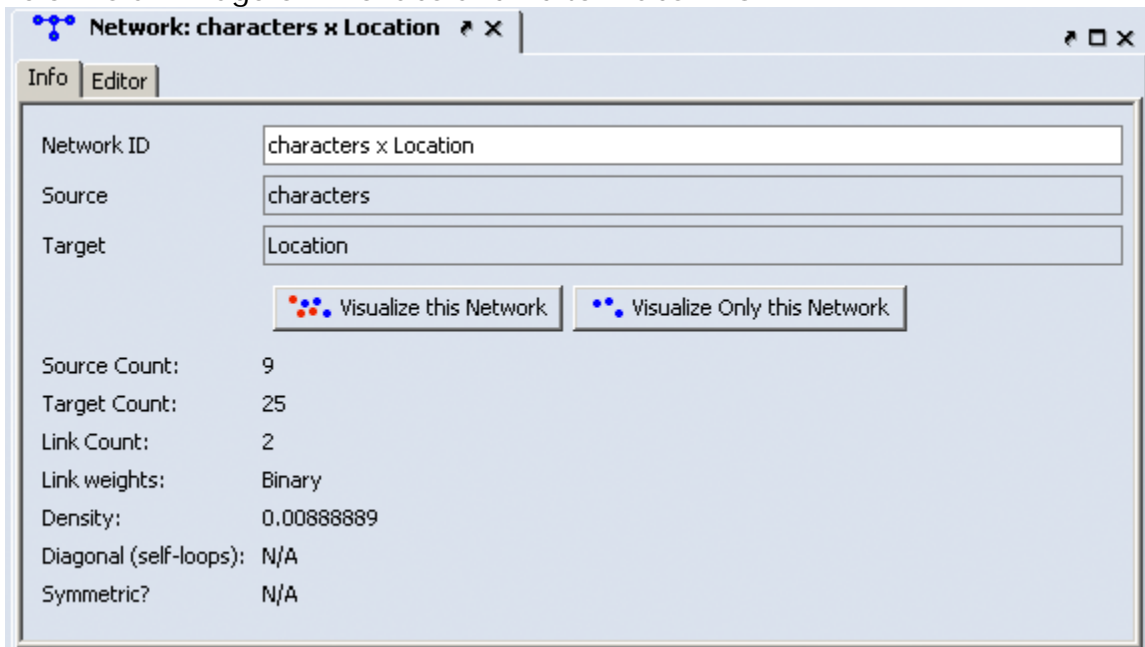 Network: characters x Location
Info Editor
Network ID characters x Location
Source characters
Target Location
Visualize this Network Visualize Only this Network
Source Count: 9
Target Count: 25
Link Count: 2
Link weights: Binary
Density: 0.00888889
Diagonal (self-loops): N/A
Symmetric? N/A